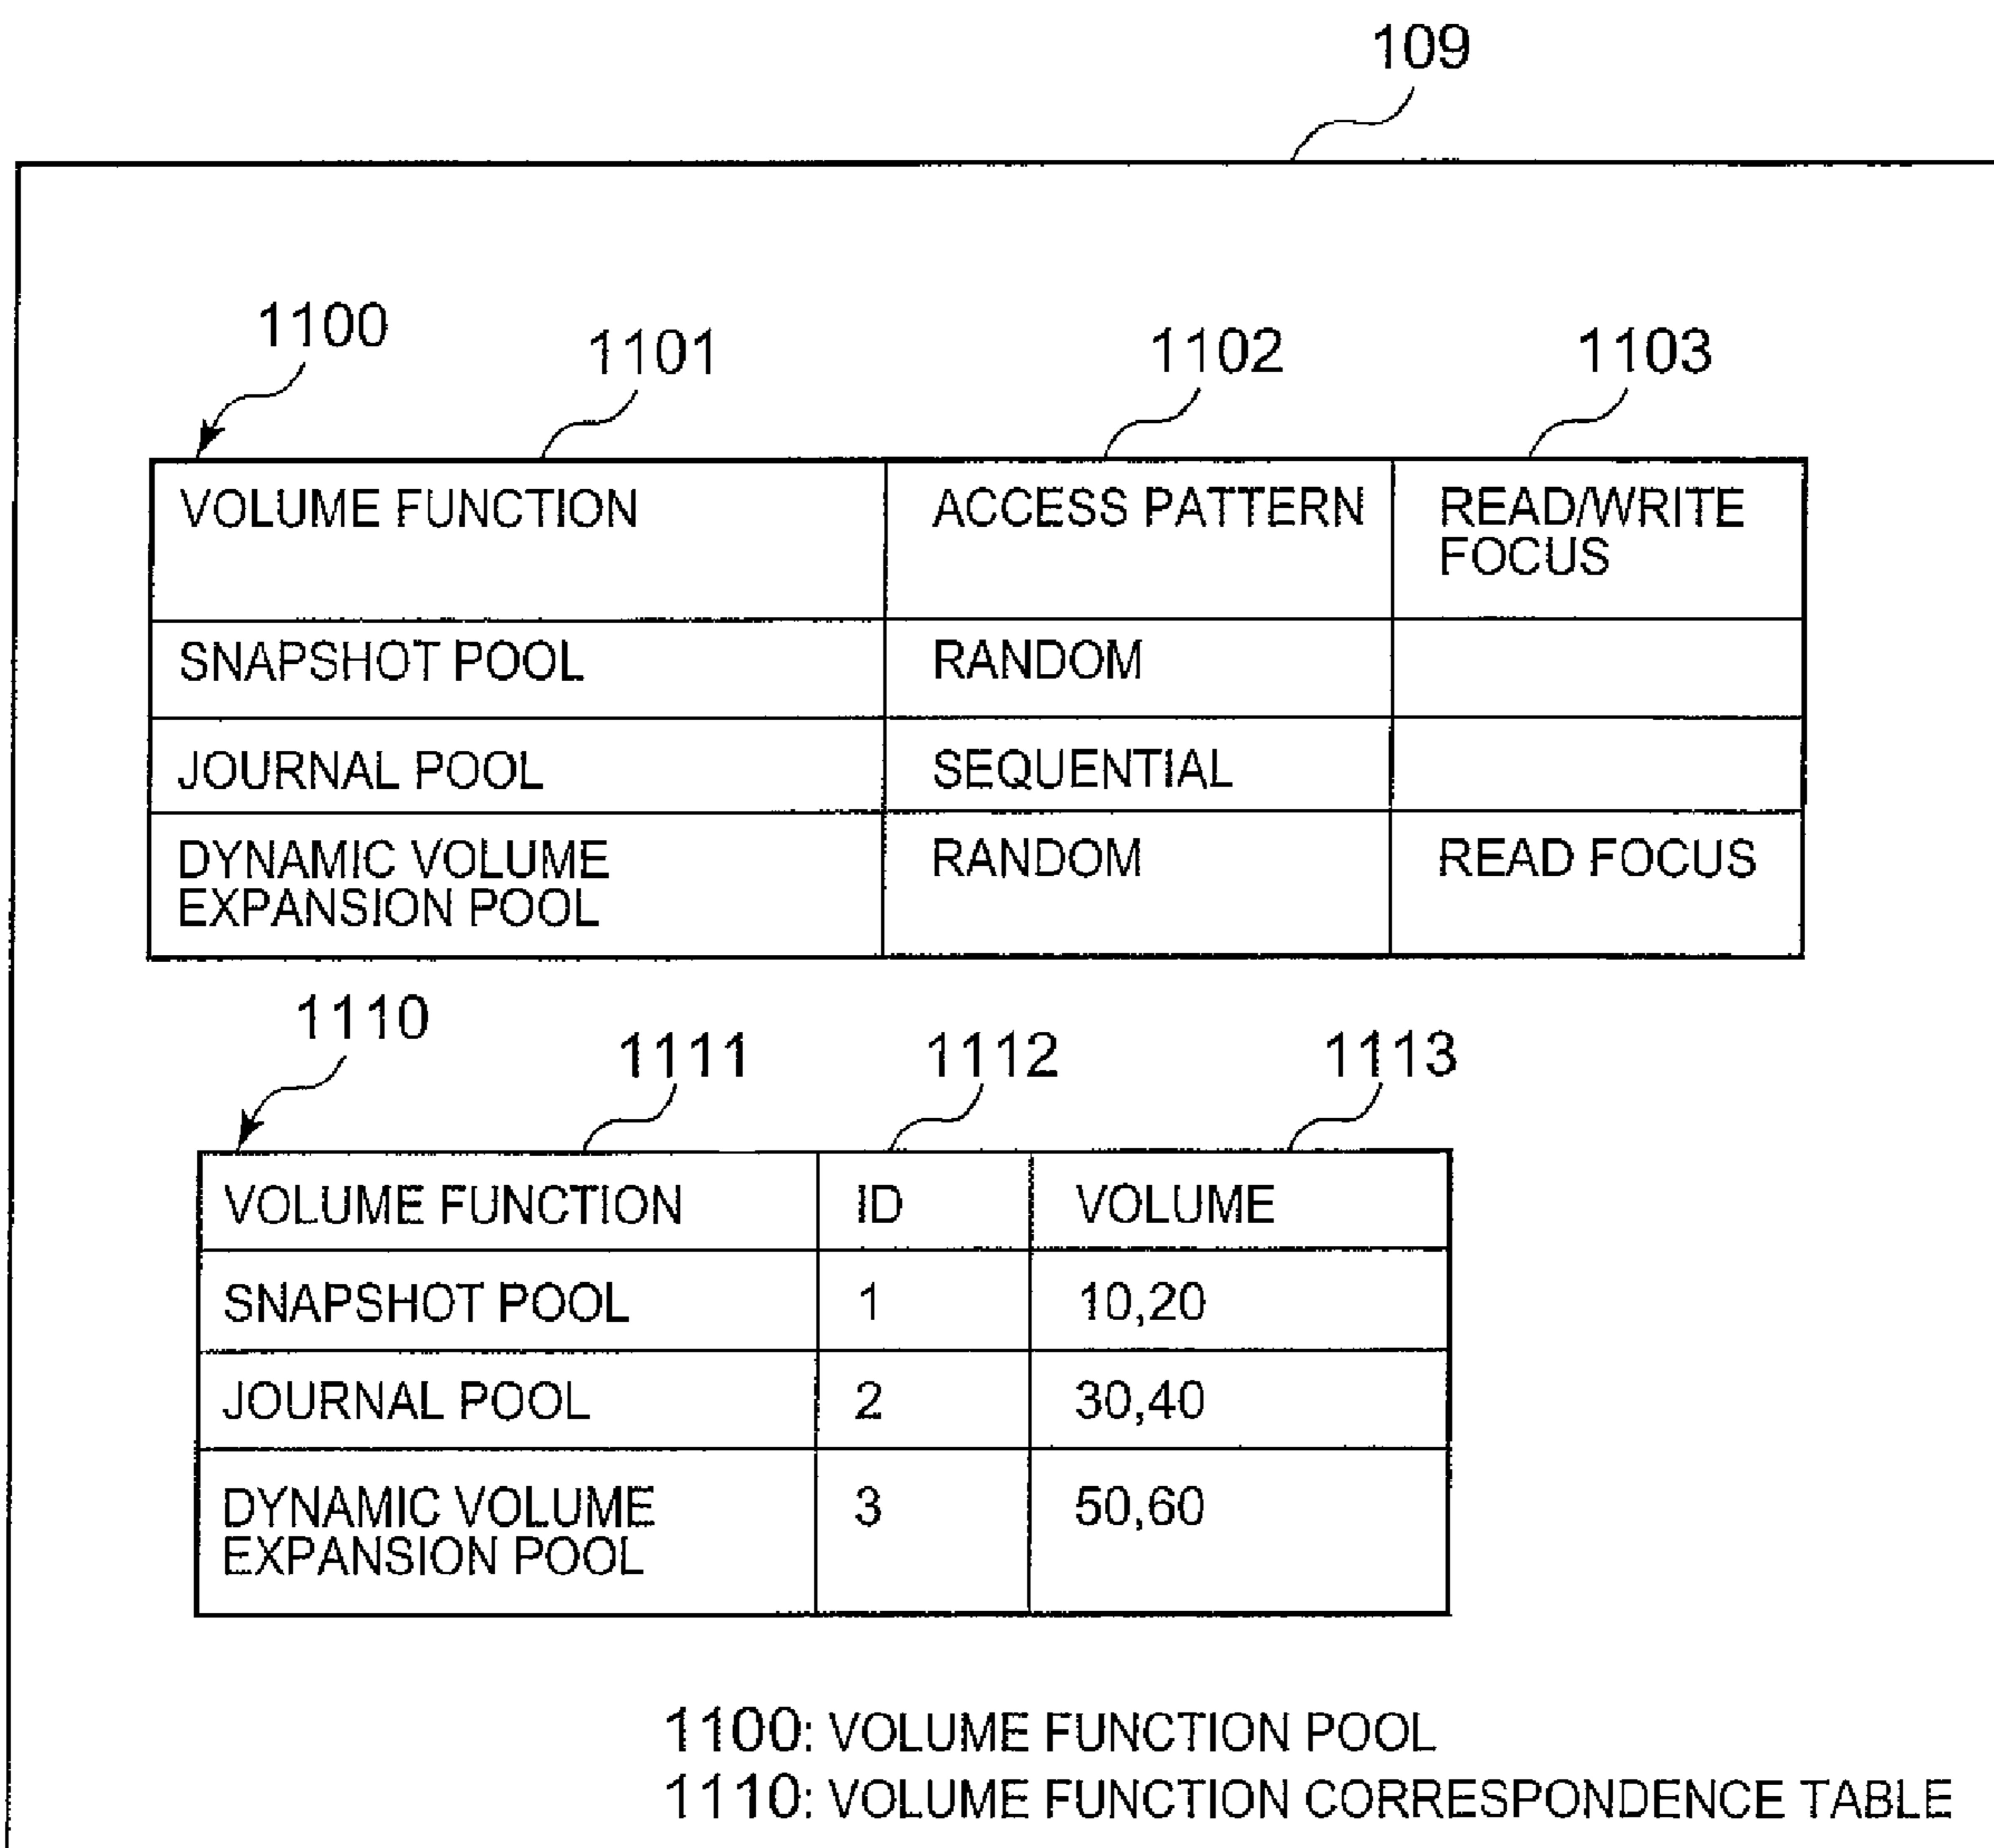 109
1100
1101
1102
1103
VOLUME FUNCTION ACCESS PATTERN READ/WRITE
FOCUS
SNAPSHOT POOL RANDOM
JOURNAL POOL SEQUENTIAL
DYNAMIC VOLUME RANDOM READ FOCUS
EXPANSION POOL
1110
1111
1112
1113
VOLUME FUNCTION ID VOLUME
SNAPSHOT POOL 1 10,20
JOURNAL POOL 2 30,40
DYNAMIC VOLUME 3 50,60
EXPANSION POOL
1100: VOLUME FUNCTION POOL
1110: VOLUME FUNCTION CORRESPONDENCE TABLE